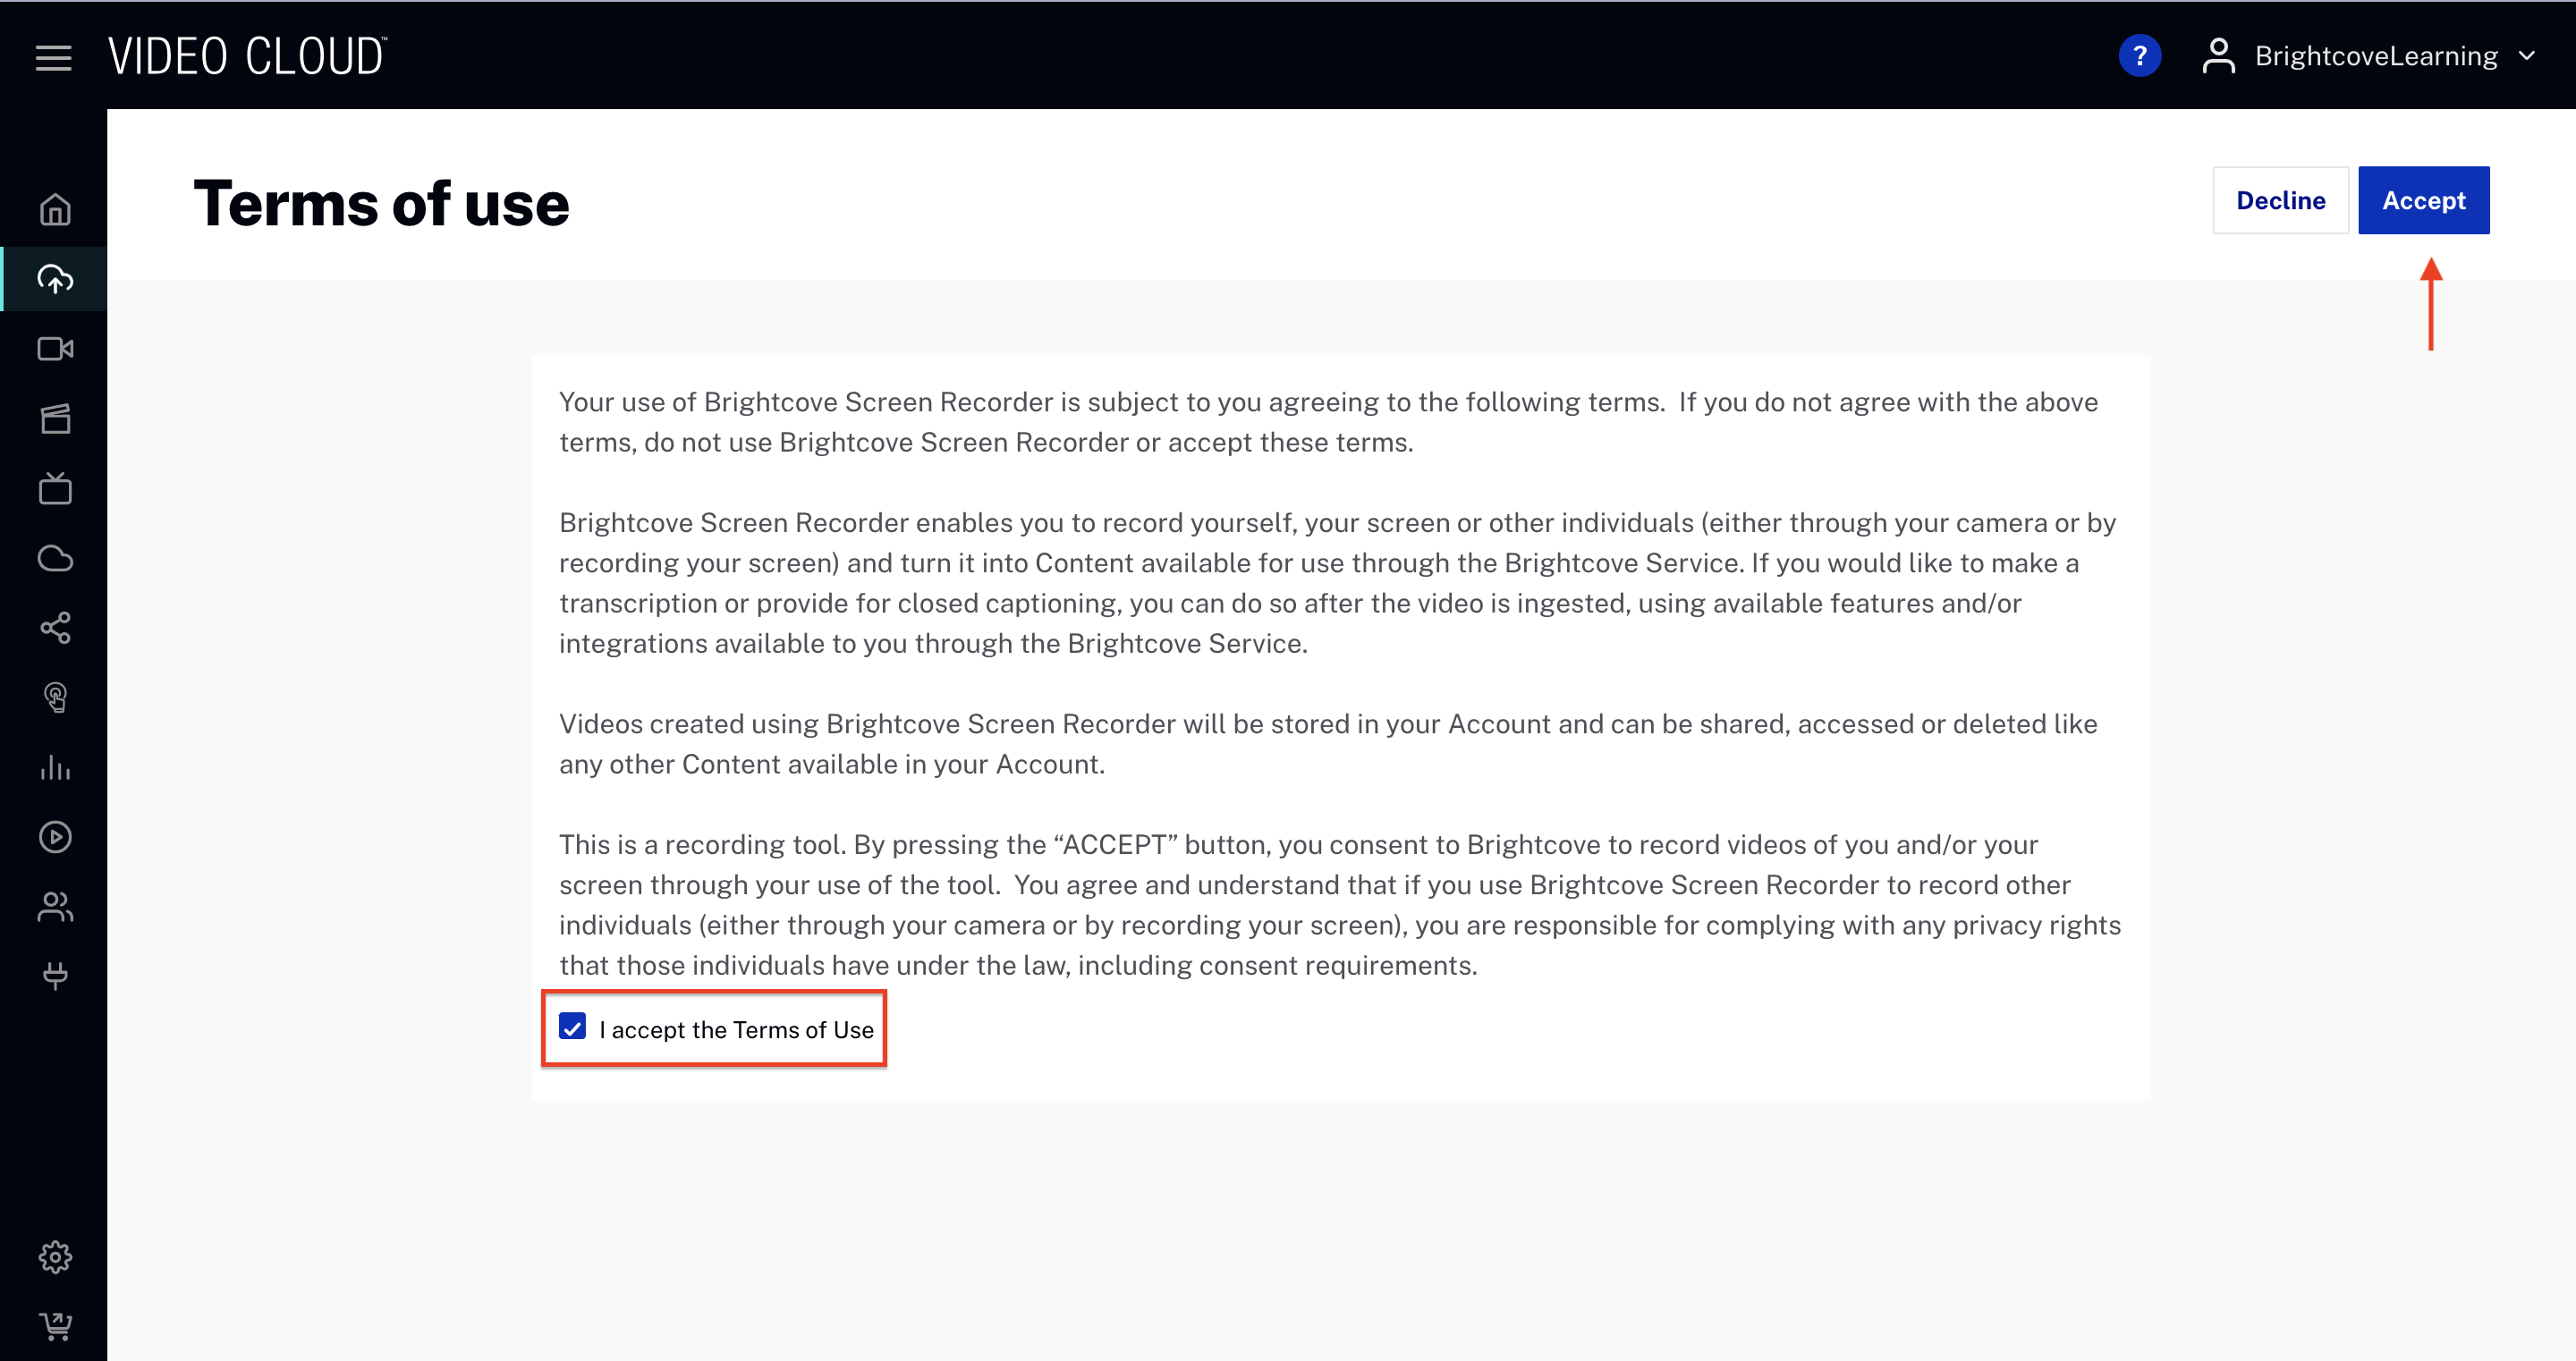 VIDEO CLOUD™
? BrightcoveLearning
Terms of use
Decline
Accept
Your use of Brightcove Screen Recorder is subject to you agreeing to the following terms.  If you do not agree with the above
terms, do not use Brightcove Screen Recorder or accept these terms.
Brightcove Screen Recorder enables you to record yourself, your screen or other individuals (either through your camera or by
recording your screen) and turn it into Content available for use through the Brightcove Service. If you would like to make a
transcription or provide for closed captioning, you can do so after the video is ingested, using available features and/or
integrations available to you through the Brightcove Service.
Videos created using Brightcove Screen Recorder will be stored in your Account and can be shared, accessed or deleted like
any other Content available in your Account.
This is a recording tool. By pressing the “ACCEPT” button, you consent to Brightcove to record videos of you and/or your
screen through your use of the tool.  You agree and understand that if you use Brightcove Screen Recorder to record other
individuals (either through your camera or by recording your screen), you are responsible for complying with any privacy rights
that those individuals have under the law, including consent requirements.
I accept the Terms of Use